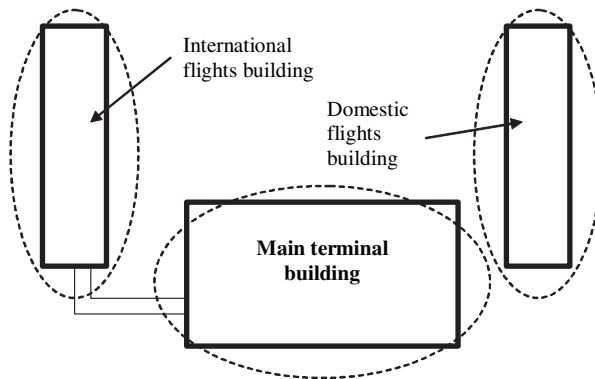 International
flights building
Domestic
flights
building
Main terminal
building